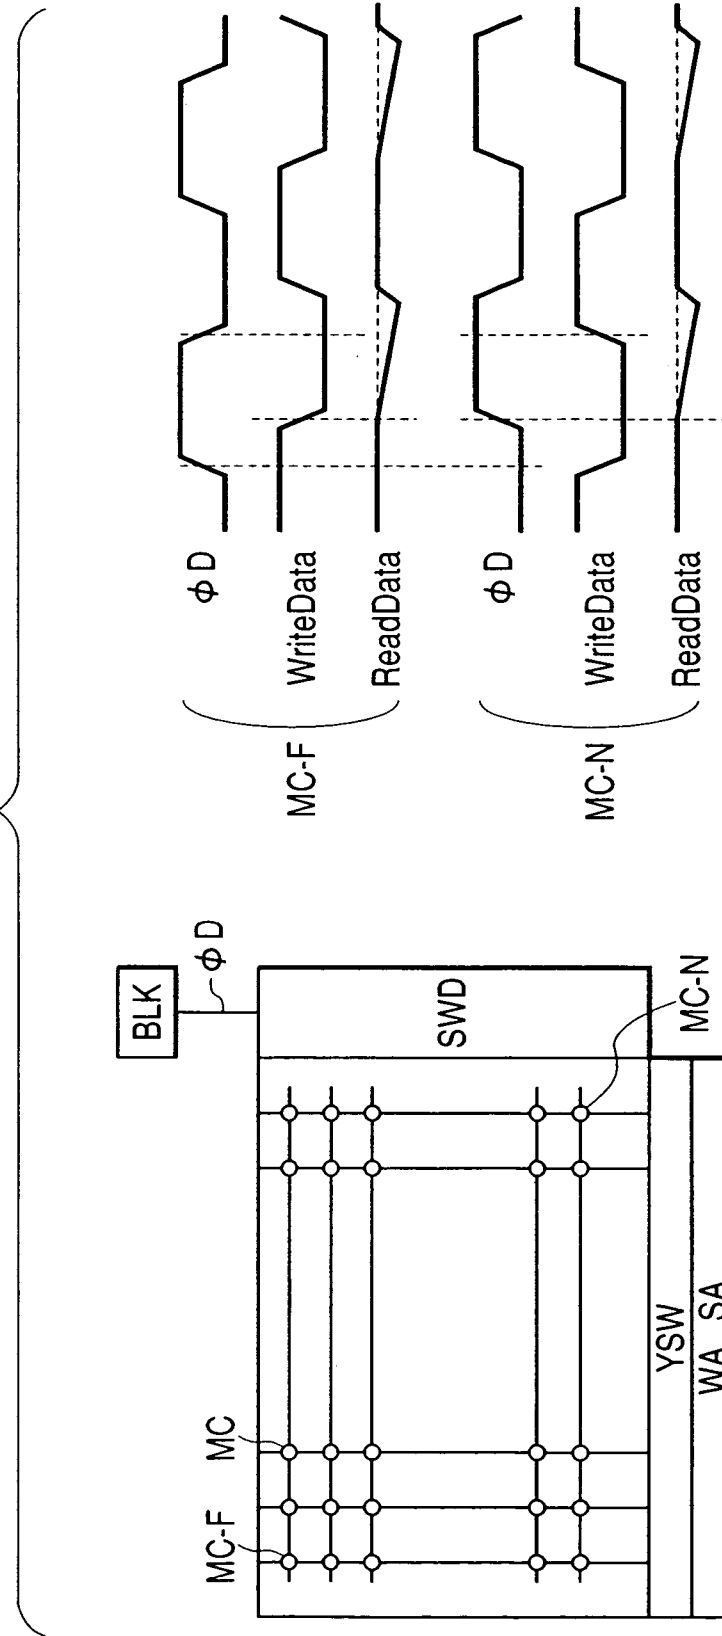 MC-F
MC
BLK
φD
SWD
MC-N
YSW
WA SA
MC-F
φD
WriteData
ReadData
MC-N
φD
WriteData
ReadData